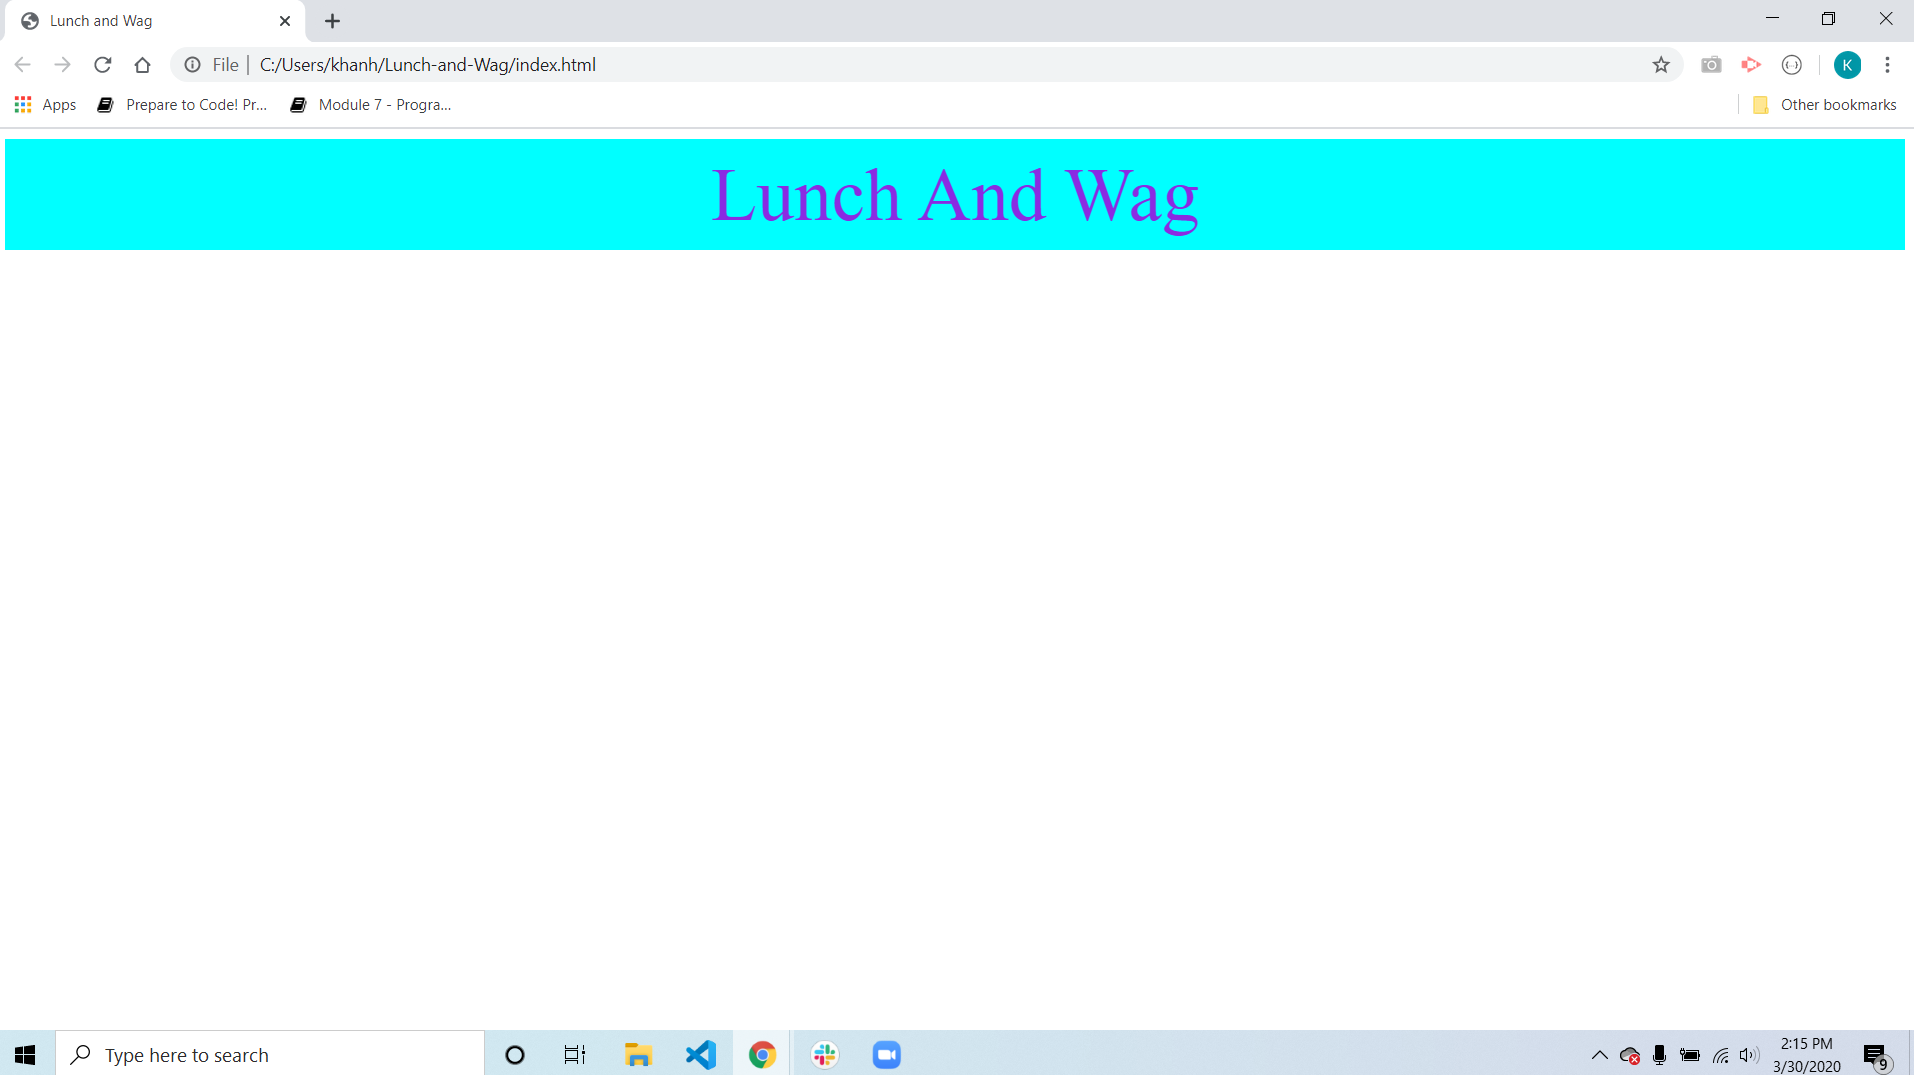 Lunch and Wag
File C:/Users/khanh/Lunch-and-Wag/index.html K
Apps Prepare to Code! Pr... Module 7 - Progra... Other bookmarks
Lunch And Wag
Type here to search
2:15 PM
3/30/2020
9